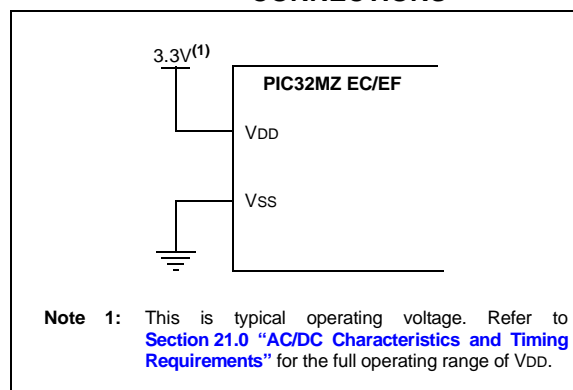 CONNECTIONS
3.3V(1)
PIC32MZ EC/EF
VDD
VSS
Note 1: This is typical operating voltage. Refer to
Section 21.0 “AC/DC Characteristics and Timing
Requirements” for the full operating range of VDD.